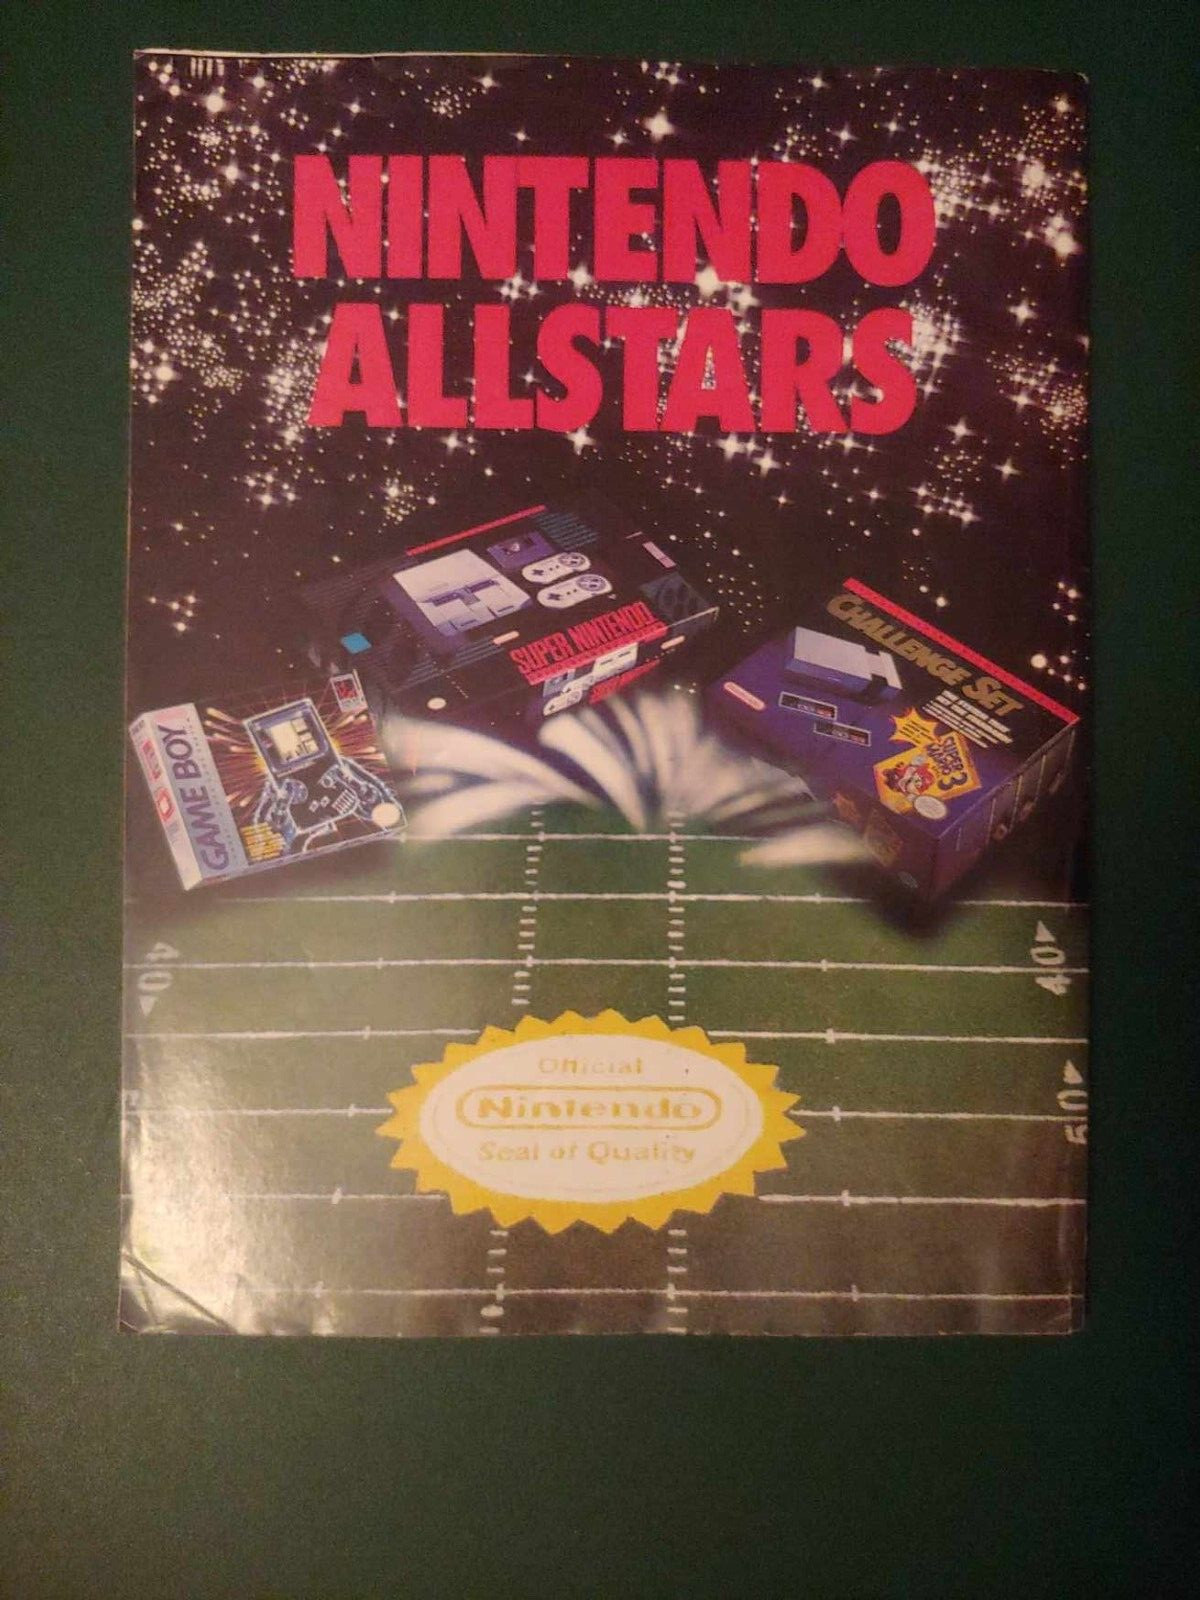 NINTENDO
ALLSTARS
SUPER NINTENDO
CHALLENGE SET
Nintendo
SUPER
MARIO
3
GAME BOY
40
40
50
Official
Nintendo
Seal of Quality